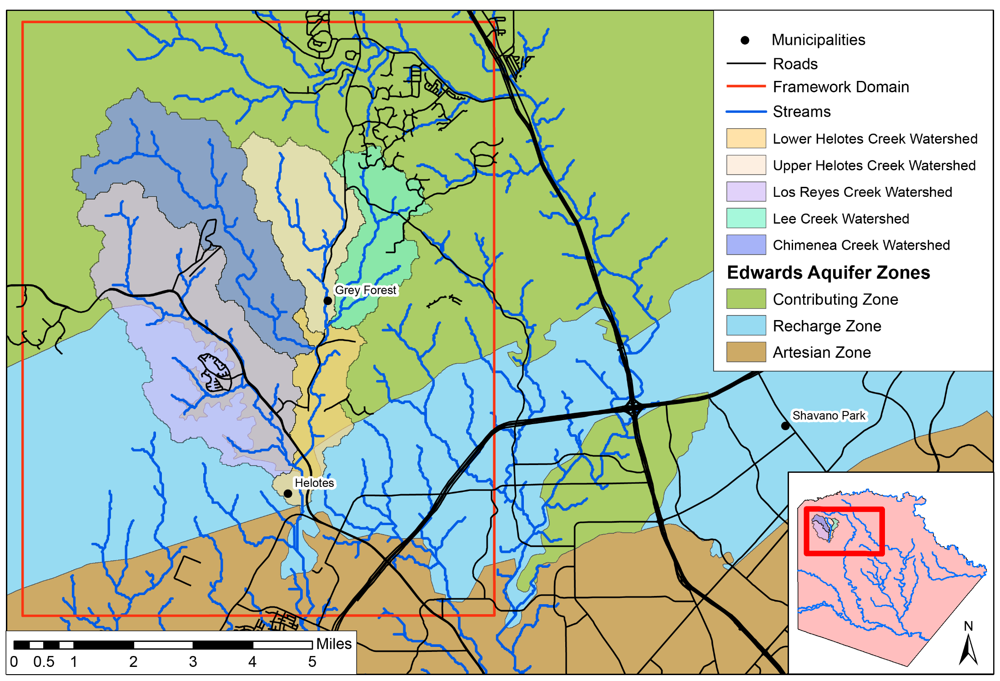 Municipalities
Roads
Framework Domain
Streams
Lower Helotes Creek Watershed
Upper Helotes Creek Watershed
Los Reyes Creek Watershed
Lee Creek Watershed
Chimenea Creek Watershed
Edwards Aquifer Zones
Contributing Zone
Recharge Zone
Artesian Zone
Grey Forest
Shavano Park
Helotes
N
Miles
0 0.5 1 2 3 4 5